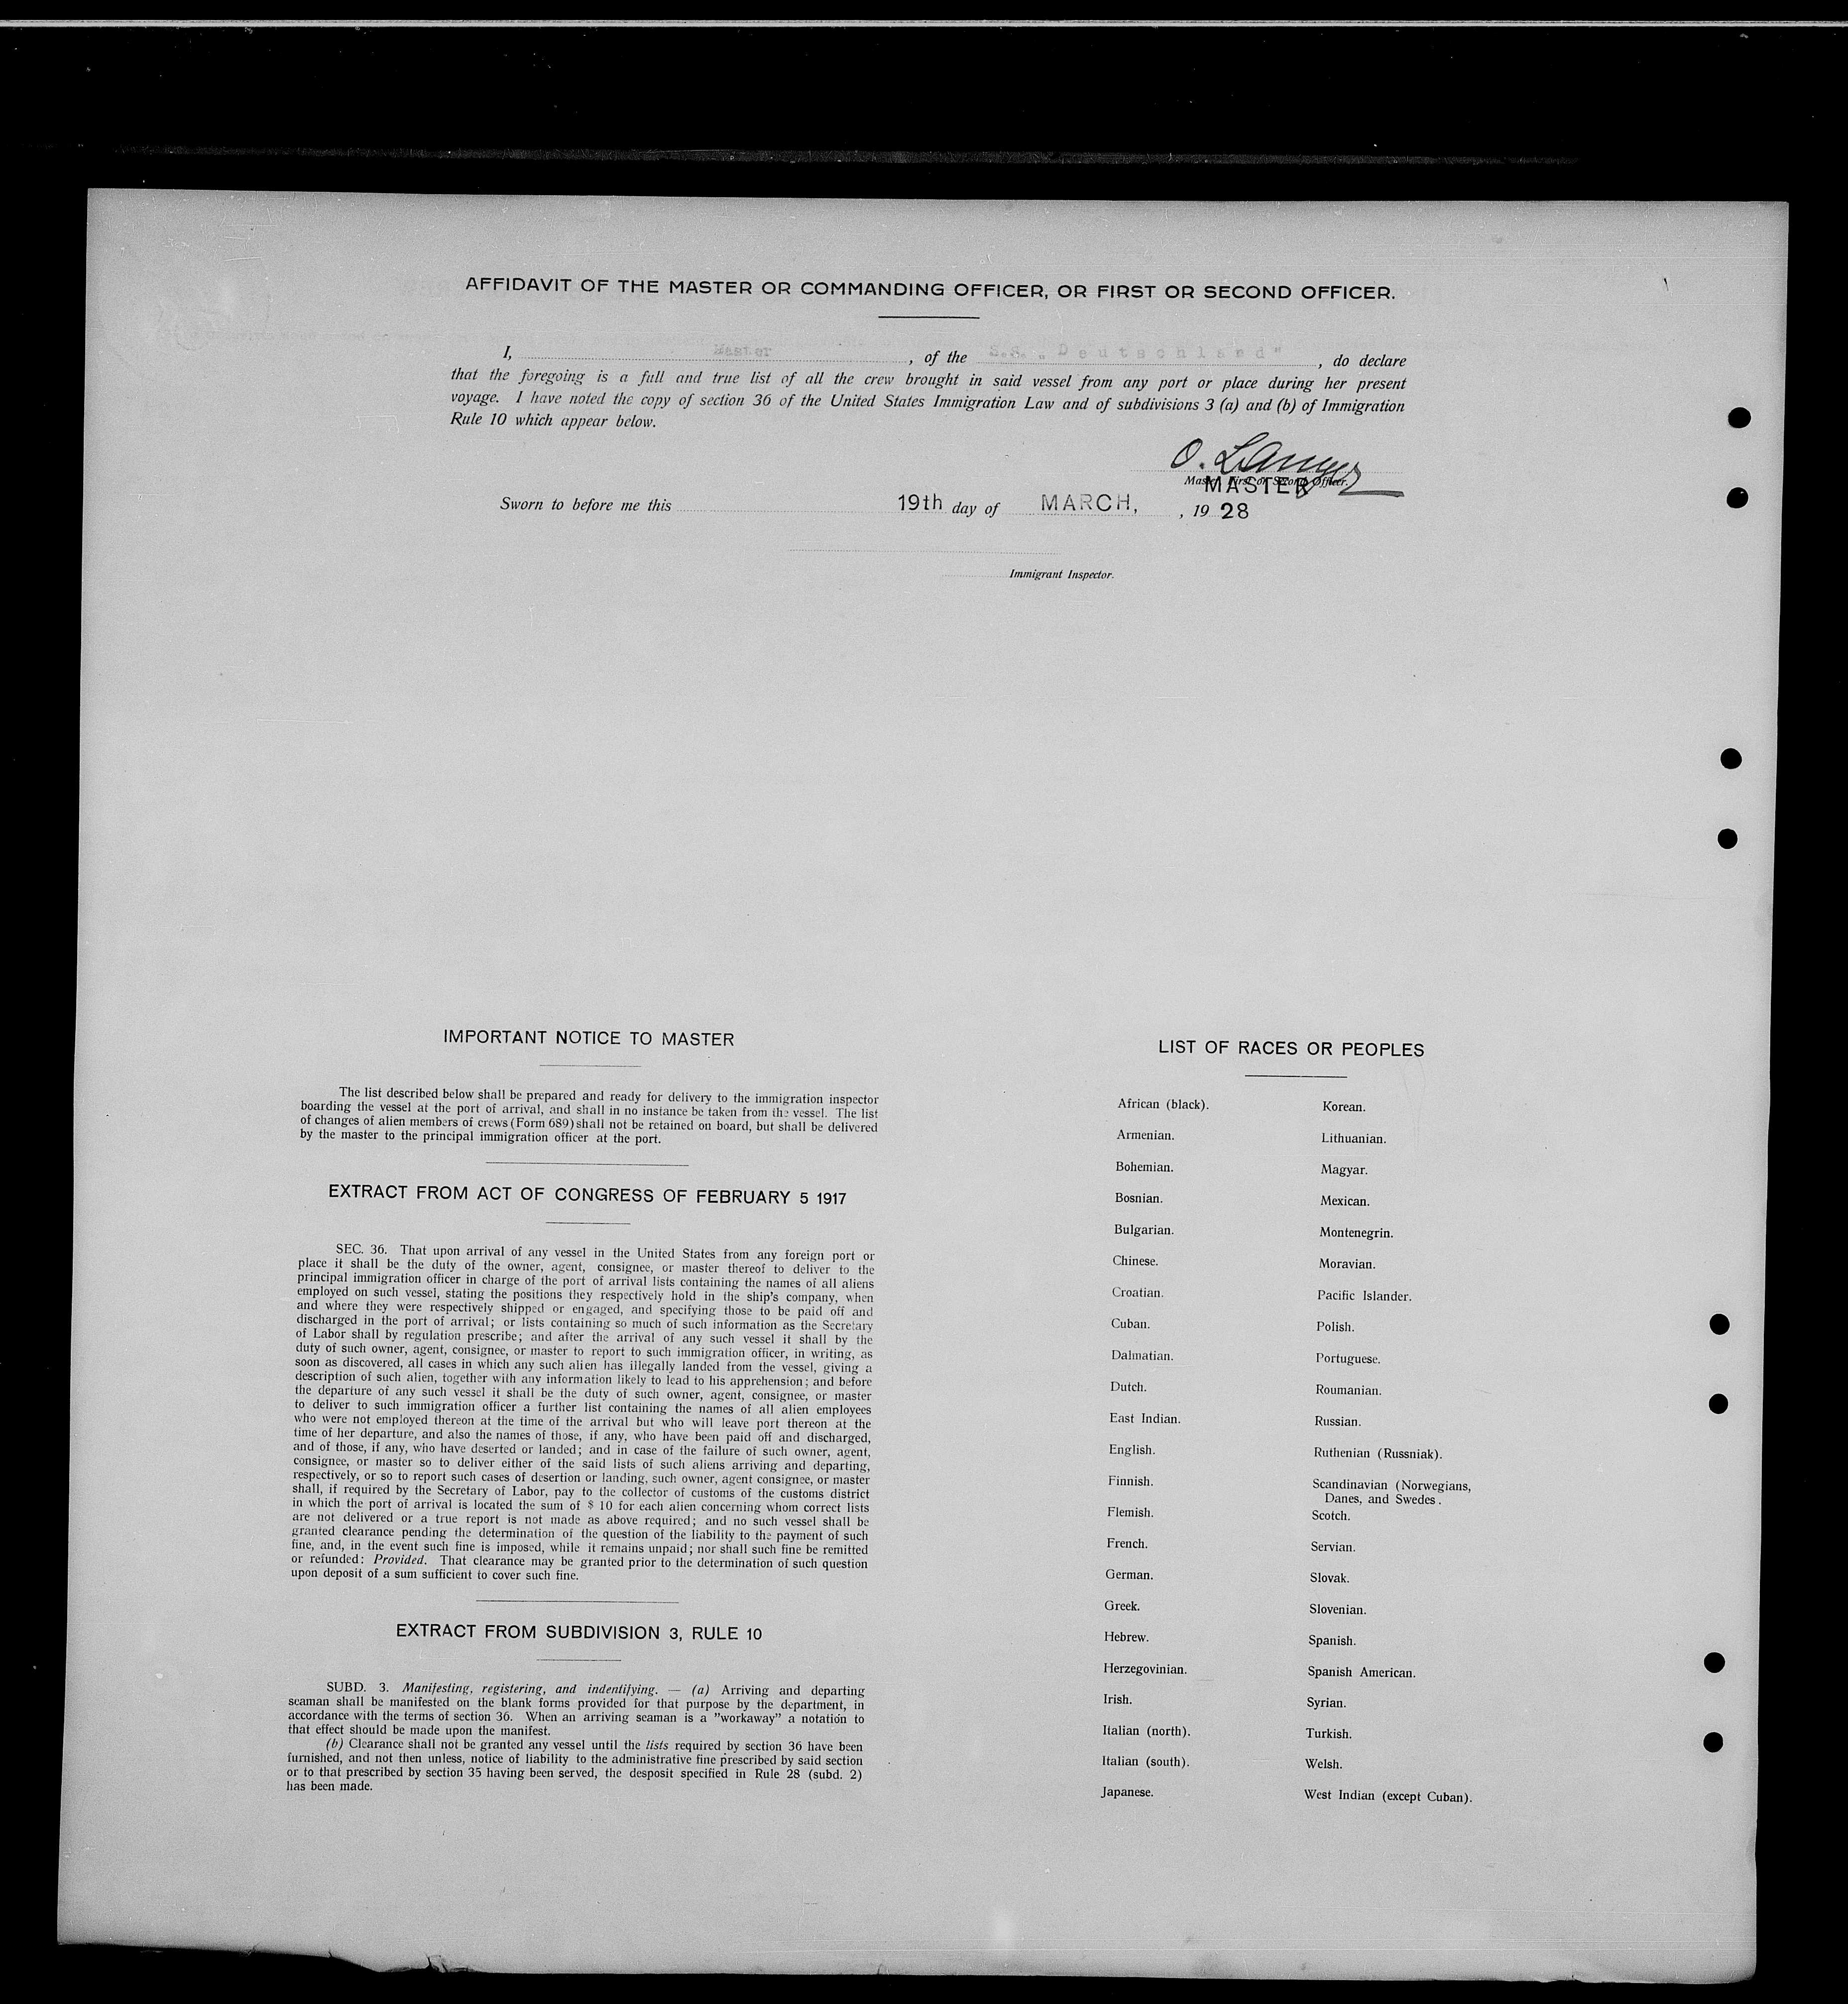 AFFIDAVIT OF THE MASTER OR COMMANDING OFFICER, OR FIRST OR SECOND OFFICER.
I, Master, of the S.S. „Deutschland", do declare
that the foregoing is a full and true list of all the crew brought in said vessel from any port or place during her present
voyage. I have noted the copy of section 36 of the United States Immigration Law and of subdivisions 3 (a) and (b) of Immigration
Rule 10 which appear below.
O.
Master, First or Second Officer.
MASTER
Sworn to before me this 19th day of MARCH, , 19 28
Immigrant Inspector.
IMPORTANT NOTICE TO MASTER
The list described below shall be prepared and ready for delivery to the immigration inspector
boarding the vessel at the port of arrival, and shall in no instance be taken from the vessel. The list
of changes of alien members of crews (Form 689) shall not be retained on board, but shall be delivered
by the master to the principal immigration officer at the port.
EXTRACT FROM ACT OF CONGRESS OF FEBRUARY 5 1917
SEC. 36. That upon arrival of any vessel in the United States from any foreign port or
place it shall be the duty of the owner, agent, consignee, or master thereof to deliver to the
principal immigration officer in charge of the port of arrival lists containing the names of all aliens
employed on such vessel, stating the positions they respectively hold in the ship's company, when
and where they were respectively shipped or engaged, and specifying those to be paid off and
discharged in the port of arrival; or lists containing so much of such information as the Secretary
of Labor shall by regulation prescribe; and after the arrival of any such vessel it shall by the
duty of such owner, agent, consignee, or master to report to such immigration officer, in writing, as
soon as discovered, all cases in which any such alien has illegally landed from the vessel, giving a
description of such alien, together with any information likely to lead to his apprehension; and before
the departure of any such vessel it shall be the duty of such owner, agent, consignee, or master
to deliver to such immigration officer a further list containing the names of all alien employees
who were not employed thereon at the time of the arrival but who will leave port thereon at the
time of her departure, and also the names of those, if any, who have been paid off and discharged,
and of those, if any, who have deserted or landed; and in case of the failure of such owner, agent,
consignee, or master so to deliver either of the said lists of such aliens arriving and departing,
respectively, or so to report such cases of desertion or landing, such owner, agent consignee, or master
shall, if required by the Secretary of Labor, pay to the collector of customs of the customs district
in which the port of arrival is located the sum of $ 10 for each alien concerning whom correct lists
are not delivered or a true report is not made as above required; and no such vessel shall be
granted clearance pending the determination of the question of the liability to the payment of such
fine, and, in the event such fine is imposed, while it remains unpaid; nor shall such fine be remitted
or refunded: Provided. That clearance may be granted prior to the determination of such question
upon deposit of a sum sufficient to cover such fine.
EXTRACT FROM SUBDIVISION 3, RULE 10
SUBD. 3. Manifesting, registering, and indentifying. — (a) Arriving and departing
seaman shall be manifested on the blank forms provided for that purpose by the department, in
accordance with the terms of section 36. When an arriving seaman is a "workaway" a notation to
that effect should be made upon the manifest.
(b) Clearance shall not be granted any vessel until the lists required by section 36 have been
furnished, and not then unless, notice of liability to the administrative fine prescribed by said section
or to that prescribed by section 35 having been served, the desposit specified in Rule 28 (subd. 2)
has been made.
LIST OF RACES OR PEOPLES
African (black).
Armenian.
Bohemian.
Bosnian.
Bulgarian.
Chinese.
Croatian.
Cuban.
Dalmatian.
Dutch.
East Indian.
English.
Finnish.
Flemish.
French.
German.
Greek.
Hebrew.
Herzegovinian.
Irish.
Italian (north).
Italian (south).
Japanese.
Korean.
Lithuanian.
Magyar.
Mexican.
Montenegrin.
Moravian.
Pacific Islander.
Polish.
Portuguese.
Roumanian.
Russian.
Ruthenian (Russniak).
Scandinavian (Norwegians,
Danes, and Swedes.
Scotch.
Servian.
Slovak.
Slovenian.
Spanish.
Spanish American.
Syrian.
Turkish.
Welsh.
West Indian (except Cuban).